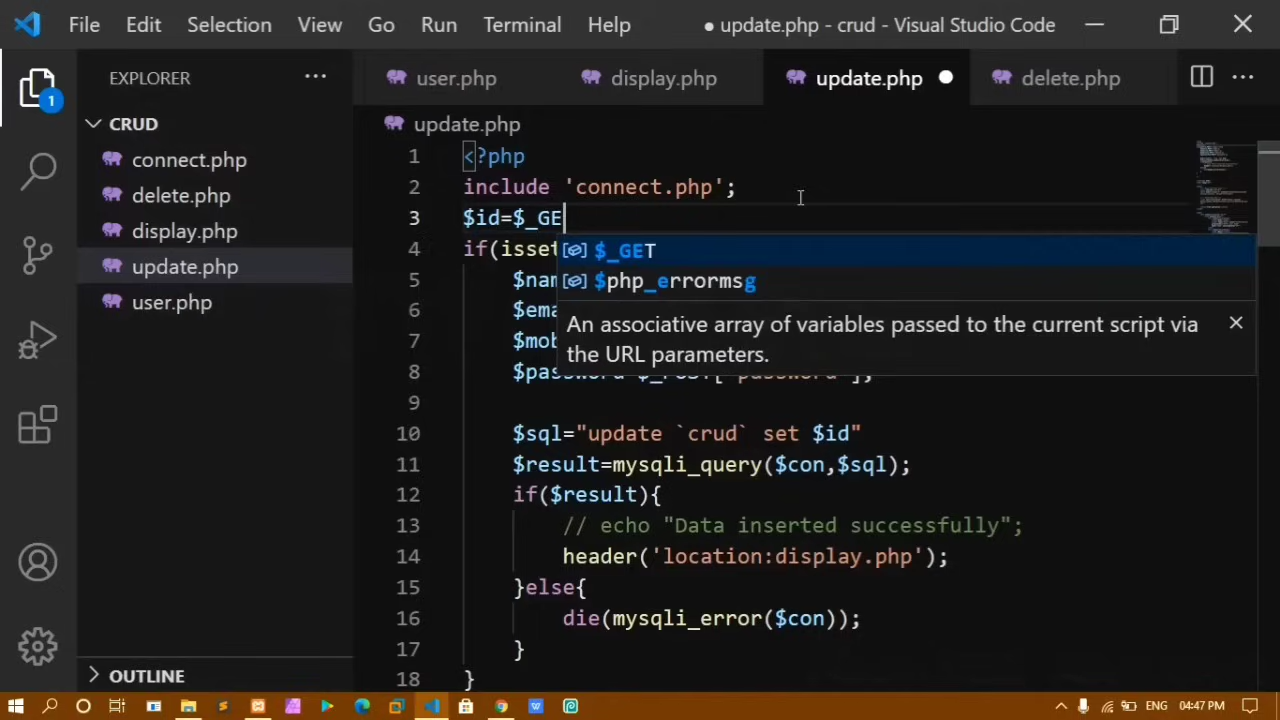 File Edit Selection View Go Run Terminal Help ● update.php - crud - Visual Studio Code
EXPLORER ···
user.php display.php update.php delete.php ···
1
CRUD
connect.php
delete.php
display.php
update.php
user.php
OUTLINE
update.php
1 <?php
2 include 'connect.php';
3 $id=$_GE
$_GET
$php_errormsg
An associative array of variables passed to the current script via
the URL parameters.
4 if(isset
5 $nam
6 $ema
7 $mob
8 $password $_POST['password'];
9
10 $sql="update `crud` set $id"
11 $result=mysqli_query($con,$sql);
12 if($result){
13 // echo "Data inserted successfully";
14 header('location:display.php');
15 }else{
16 die(mysqli_error($con));
17 }
18 }
ENG 04:47 PM